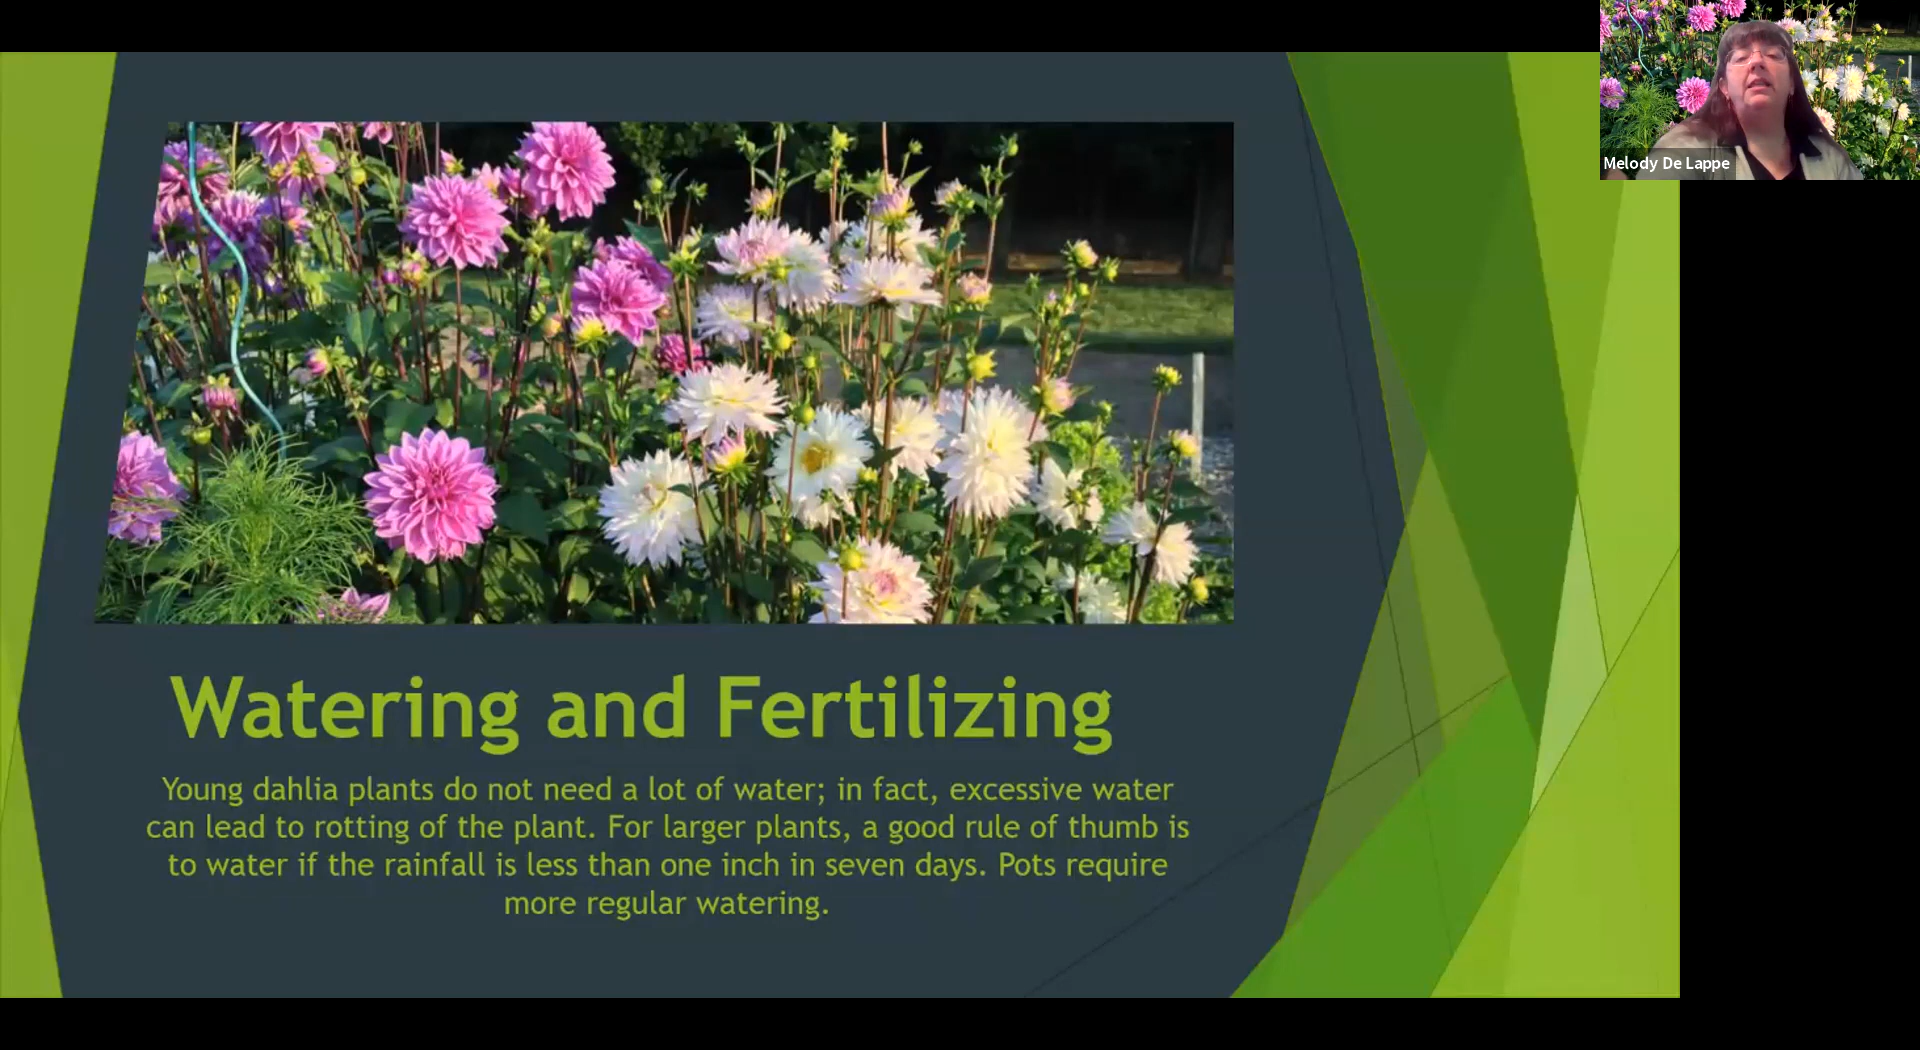 Melody De Lappe
Watering and Fertilizing
Young dahlia plants do not need a lot of water; in fact, excessive water
can lead to rotting of the plant. For larger plants, a good rule of thumb is
to water if the rainfall is less than one inch in seven days. Pots require
more regular watering.